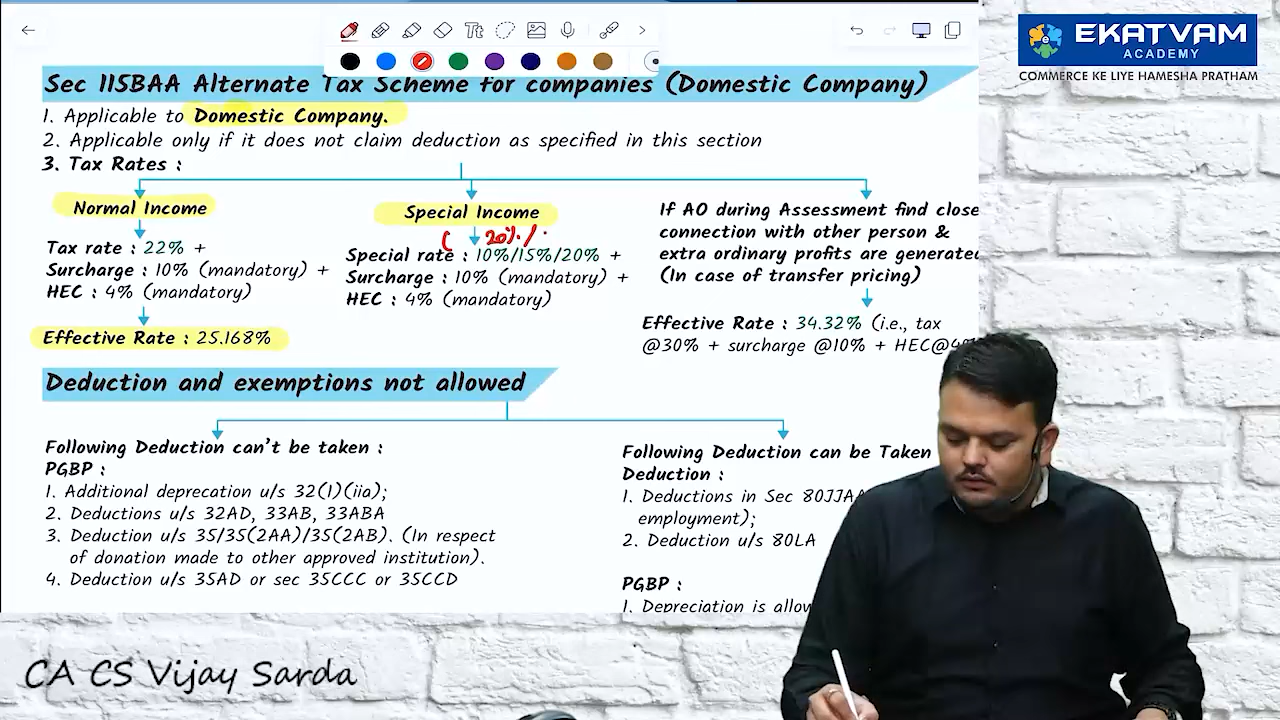 Tt
EKATVAM
ACADEMY
COMMERCE KE LIYE HAMESHA PRATHAM
Sec 115BAA Alternate Tax Scheme for companies (Domestic Company)
1. Applicable to Domestic Company.
2. Applicable only if it does not claim deduction as specified in this section
3. Tax Rates :
Normal Income
Tax rate : 22% +
Surcharge : 10% (mandatory) +
HEC : 4% (mandatory)
Effective Rate : 25.168%
Special Income
( 20% / .
Special rate : 10%/15%/20% +
Surcharge : 10% (mandatory) +
HEC : 4% (mandatory)
If AO during Assessment find close
connection with other person &
extra ordinary profits are generated
(In case of transfer pricing)
Effective Rate : 34.32% (i.e., tax
@30% + surcharge @10% + HEC@4%
Deduction and exemptions not allowed
Following Deduction can't be taken :
PGBP :
1. Additional deprecation u/s 32(1)(iia);
2. Deductions u/s 32AD, 33AB, 33ABA
3. Deduction u/s 35/35(2AA)/35(2AB). (In respect
of donation made to other approved institution).
4. Deduction u/s 35AD or sec 35CCC or 35CCD
Following Deduction can be Taken
Deduction :
1. Deductions in Sec 80JJAA
employment);
2. Deduction u/s 80LA
PGBP :
1. Depreciation is allow
CA CS Vijay Sarda